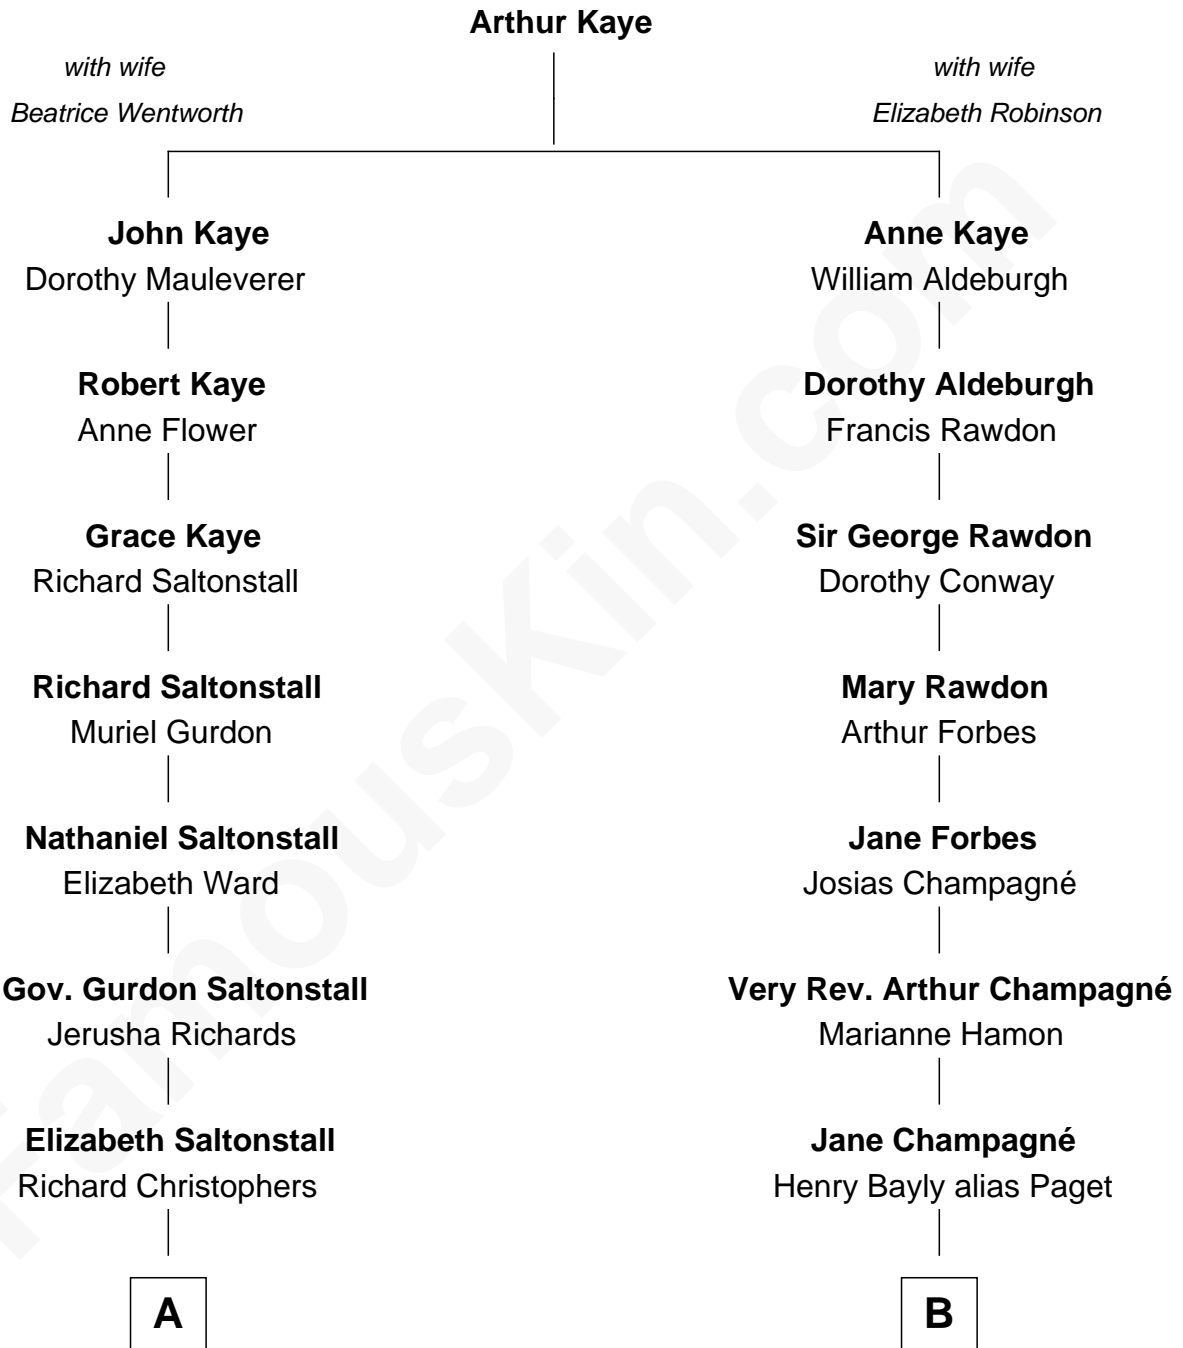 Arthur Kaye
with wife
Beatrice Wentworth
with wife
Elizabeth Robinson
John Kaye
Dorothy Mauleverer
Anne Kaye
William Aldeburgh
Robert Kaye
Anne Flower
Dorothy Aldeburgh
Francis Rawdon
Grace Kaye
Richard Saltonstall
Sir George Rawdon
Dorothy Conway
Richard Saltonstall
Muriel Gurdon
Mary Rawdon
Arthur Forbes
Nathaniel Saltonstall
Elizabeth Ward
Jane Forbes
Josias Champagné
Gov. Gurdon Saltonstall
Jerusha Richards
Very Rev. Arthur Champagné
Marianne Hamon
Elizabeth Saltonstall
Richard Christophers
Jane Champagné
Henry Bayly alias Paget
A
B
FamousKin.com